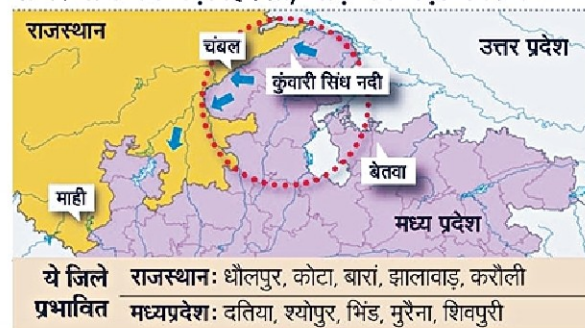 राजस्थान
चंबल
उत्तर प्रदेश
कुंवारी सिंध नदी
बेतवा
माही
मध्य प्रदेश
ये जिले प्रभावित
राजस्थान: धौलपुर, कोटा, बारां, झालावाड़, करौली
मध्यप्रदेश: दतिया, श्योपुर, भिंड, मुरैना, शिवपुरी